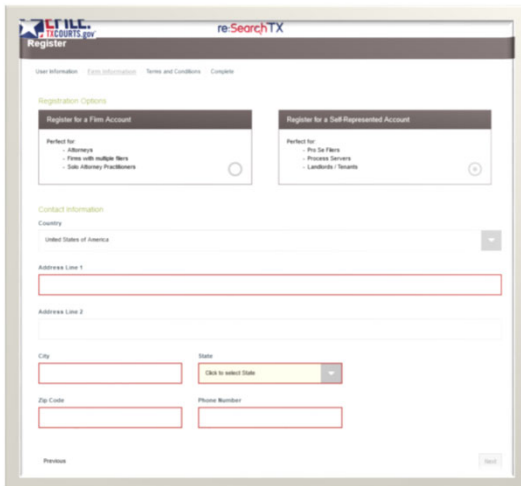 EFILE.
TXCOURTS.gov
re:SearchTX
Register
User Information Firm Information Terms and Conditions Complete
Registration Options
Register for a Firm Account
Perfect for:
- Attorneys
- Firms with multiple filers
- Solo Attorney Practitioners
Register for a Self-Represented Account
Perfect for:
- Pro Se Filers
- Process Servers
- Landlords / Tenants
Contact Information
Country
United States of America
Address Line 1
Address Line 2
City State
Click to select State
Zip Code Phone Number
Previous Next